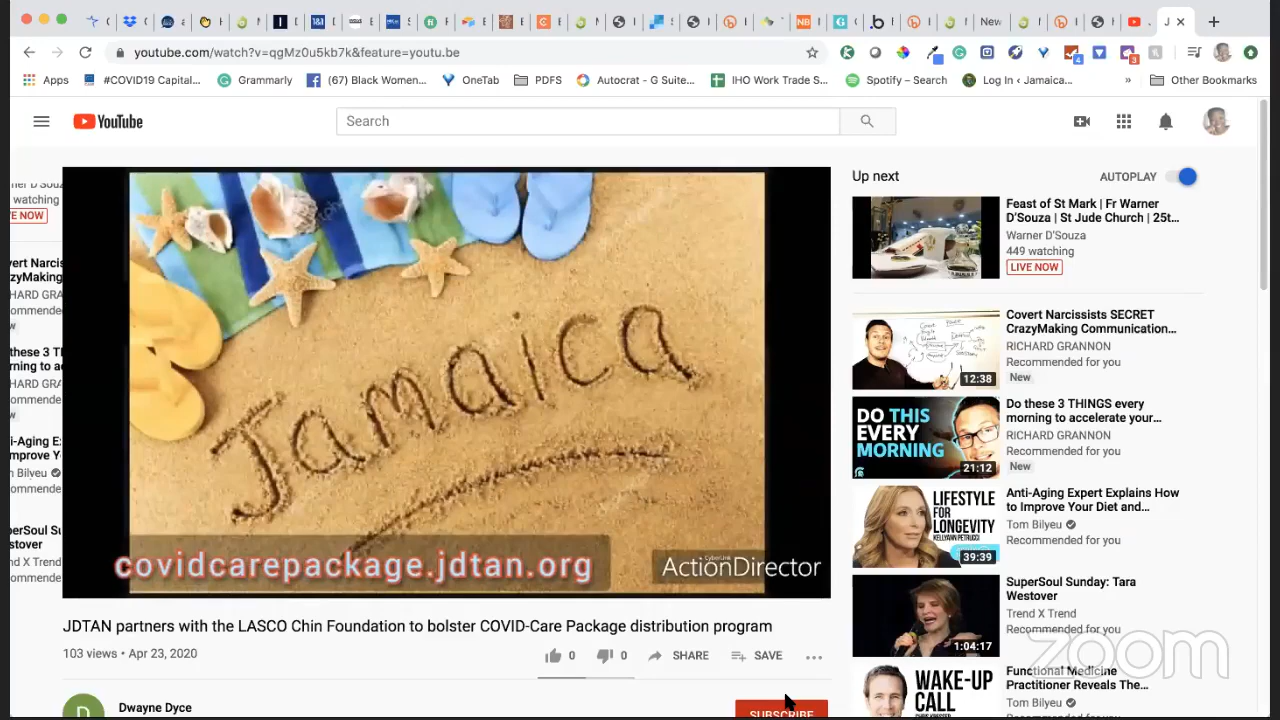 youtube.com/watch?v=qgMz0u5kb7k&feature=youtu.be
Apps
#COVID19 Capital...
Grammarly
(67) Black Women...
OneTab
PDFS
Autocrat - G Suite...
IHO Work Trade S...
Spotify – Search
Log In ‹ Jamaica...
»
Other Bookmarks
YouTube
Search
Jamaica
covidcarepackage.jdtan.org
CyberLink
ActionDirector
JDTAN partners with the LASCO Chin Foundation to bolster COVID-Care Package distribution program
103 views • Apr 23, 2020
0
0
SHARE
SAVE
D
Dwayne Dyce
SUBSCRIBE
Up next
AUTOPLAY
Feast of St Mark | Fr Warner
D'Souza | St Jude Church | 25t...
Warner D'Souza
449 watching
LIVE NOW
Covert Narcissists SECRET
CrazyMaking Communication...
RICHARD GRANNON
Recommended for you
New
12:38
Do these 3 THINGS every
morning to accelerate your...
RICHARD GRANNON
Recommended for you
New
DO THIS
EVERY
MORNING
21:12
Anti-Aging Expert Explains How
to Improve Your Diet and...
Tom Bilyeu
Recommended for you
LIFESTYLE
FOR
LONGEVITY
KELLYANN PETRUCCI
39:39
SuperSoul Sunday: Tara
Westover
Trend X Trend
Recommended for you
1:04:17
Functional Medicine
Practitioner Reveals The...
Tom Bilyeu
Recommended for you
WAKE-UP
CALL
zoom